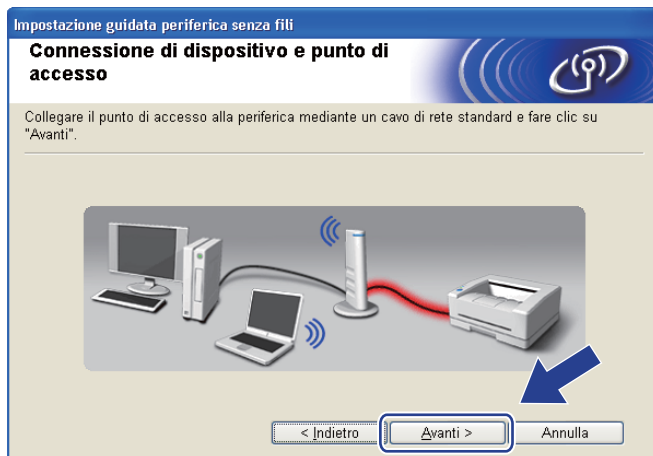 Impostazione guidata periferica senza fili
Connessione di dispositivo e punto di
accesso
Collegare il punto di accesso alla periferica mediante un cavo di rete standard e fare clic su
"Avanti".
< Indietro Avanti > Annulla